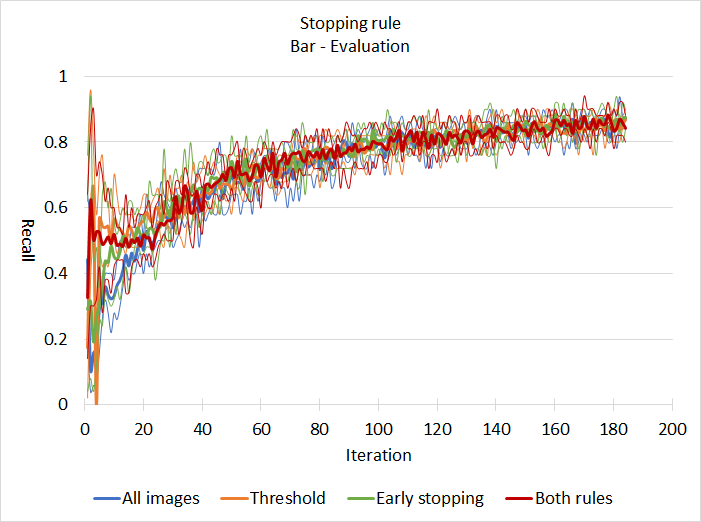 Stopping rule
Bar - Evaluation
1
0.8
0.6
0.4
0.2
0
Recall
0 20 40 60 80 100 120 140 160 180 200
Iteration
All images Threshold Early stopping Both rules